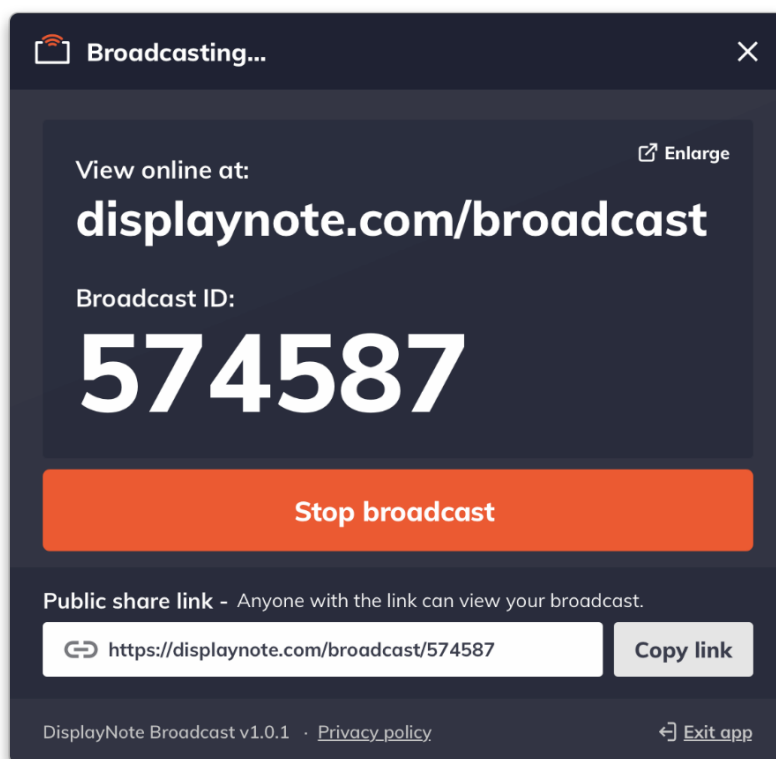 Broadcasting...
Enlarge
View online at:
displaynote.com/broadcast
Broadcast ID:
574587
Stop broadcast
Public share link - Anyone with the link can view your broadcast.
https://displaynote.com/broadcast/574587 Copy link
DisplayNote Broadcast v1.0.1 · Privacy policy Exit app